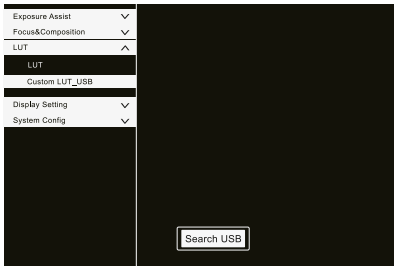 Exposure Assist
Focus&Composition
LUT
LUT
Custom LUT_USB
Display Setting
System Config
Search USB